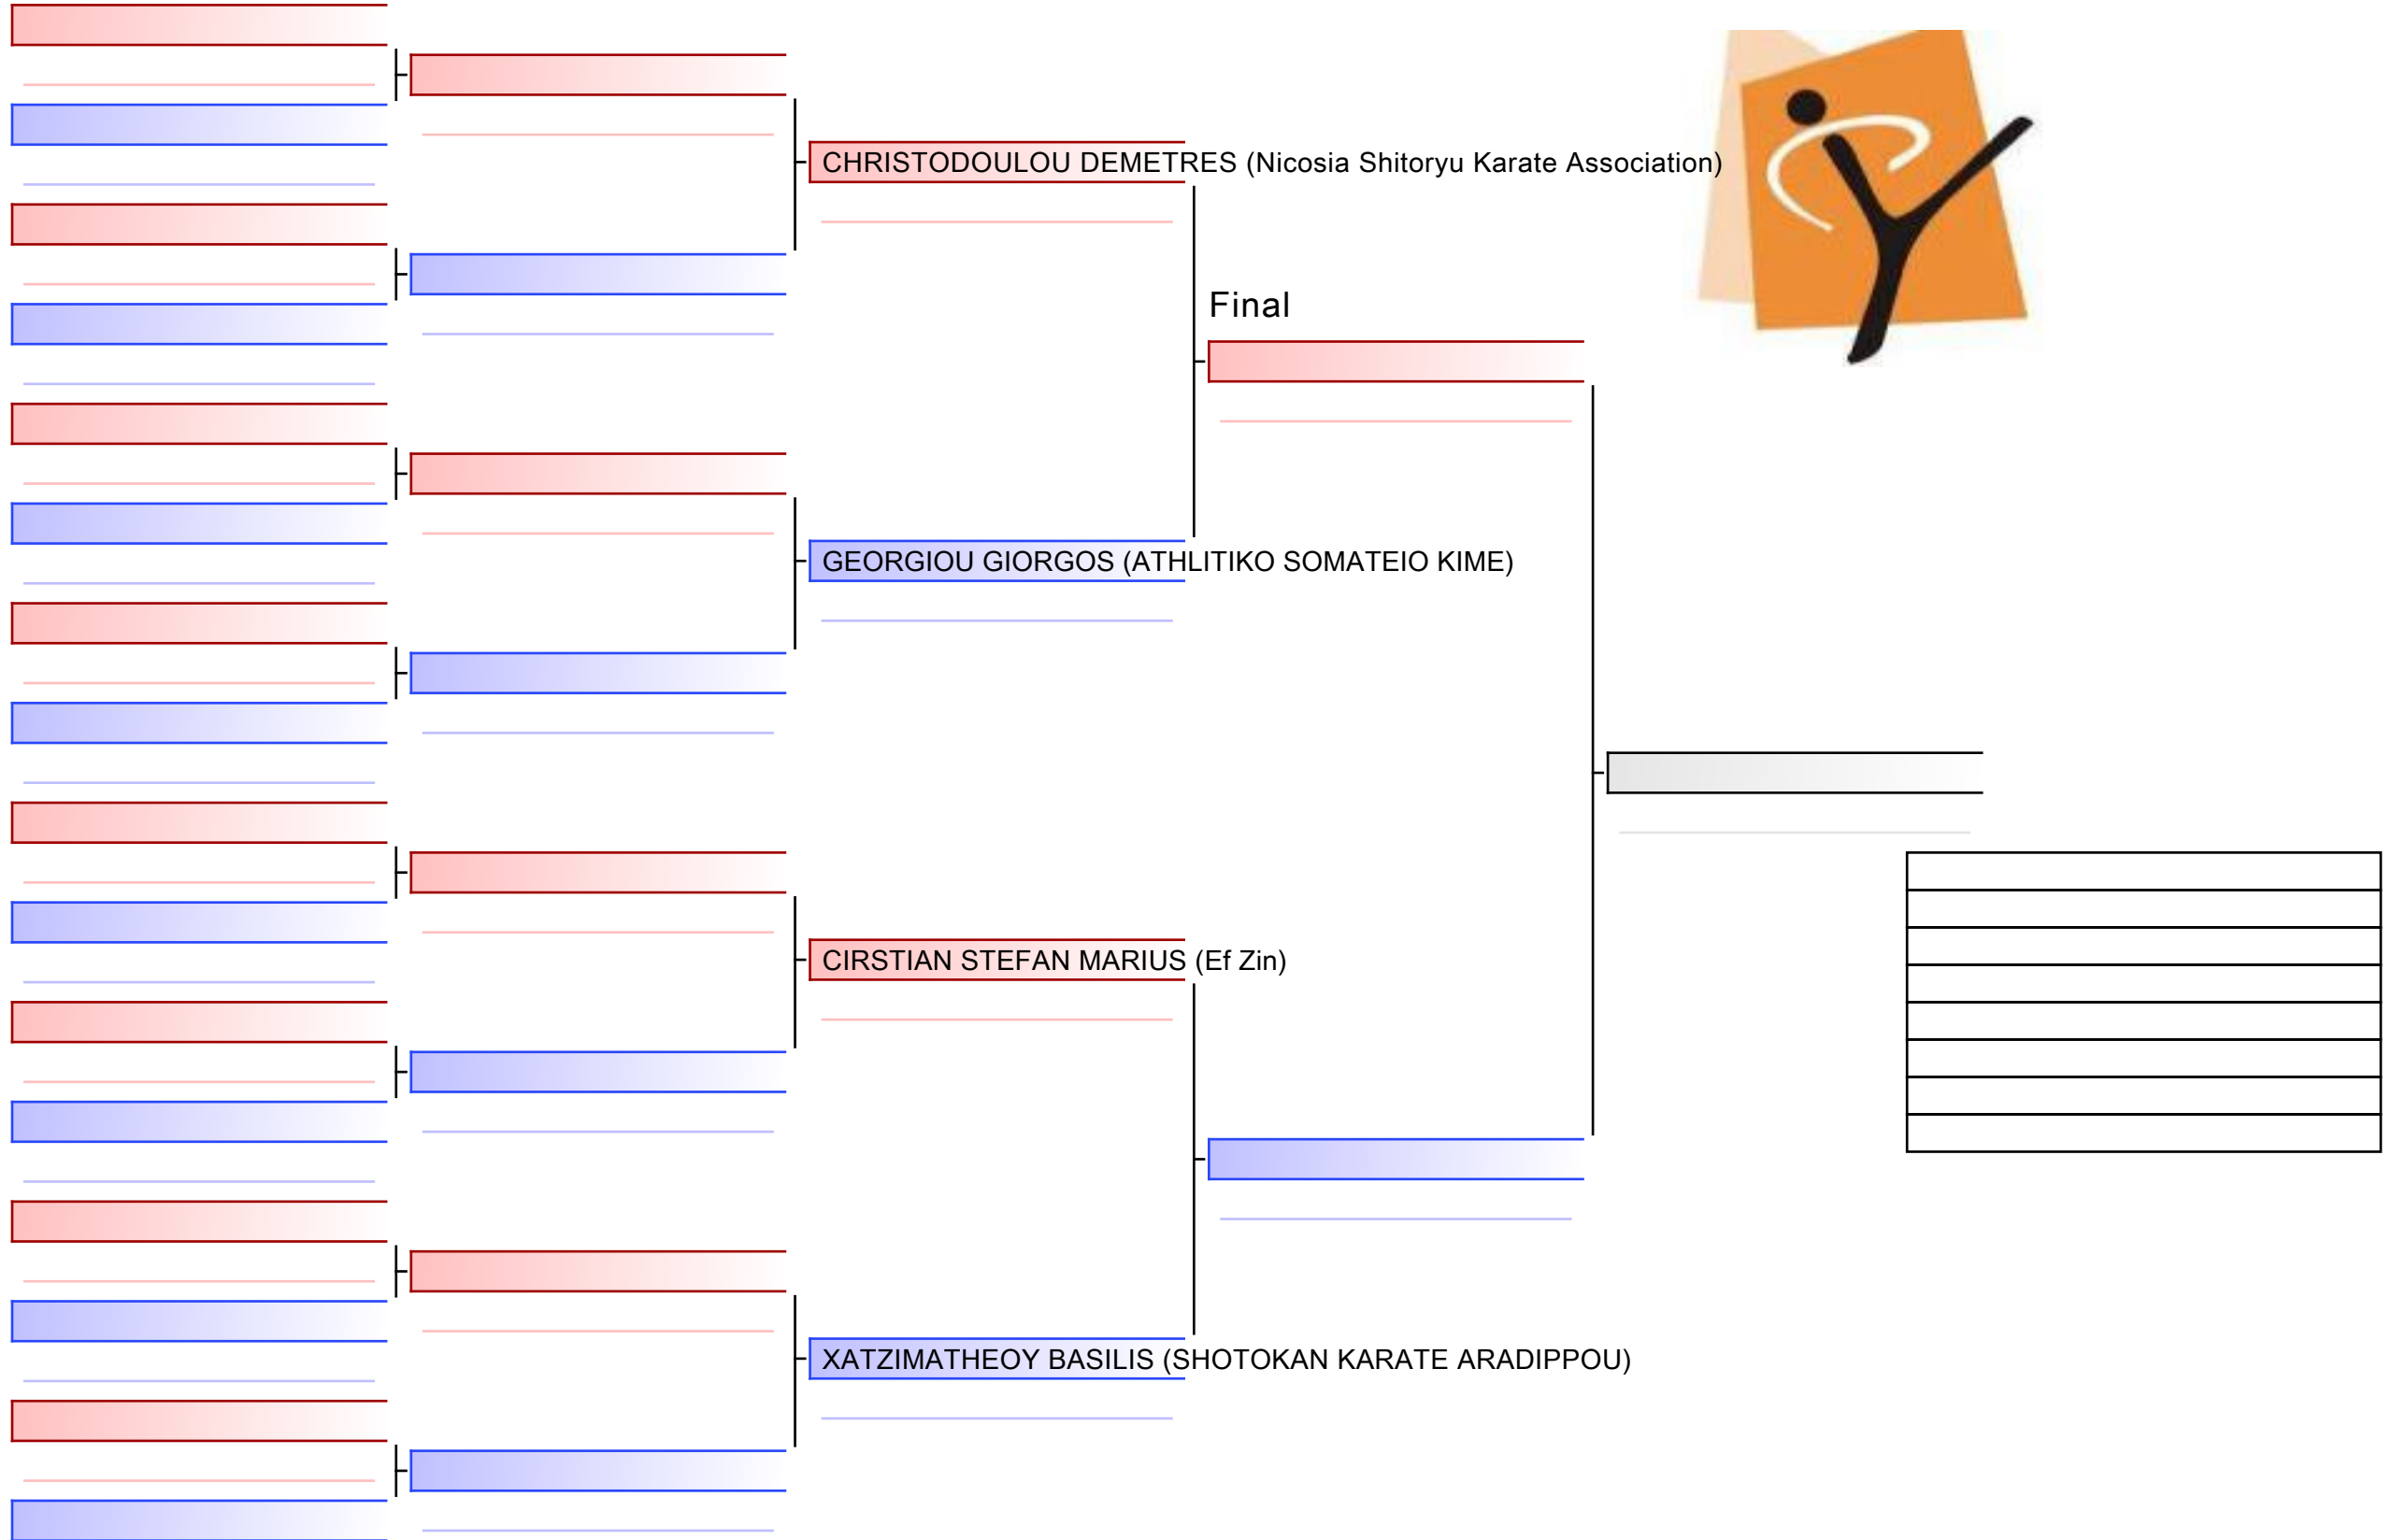 CHRISTODOULOU DEMETRES (Nicosia Shitoryu Karate Association)
Final
GEORGIOU GIORGOS (ATHLITIKO SOMATEIO KIME)
CIRSTIAN STEFAN MARIUS (Ef Zin)
XATZIMATHEOY BASILIS (SHOTOKAN KARATE ARADIPPOU)